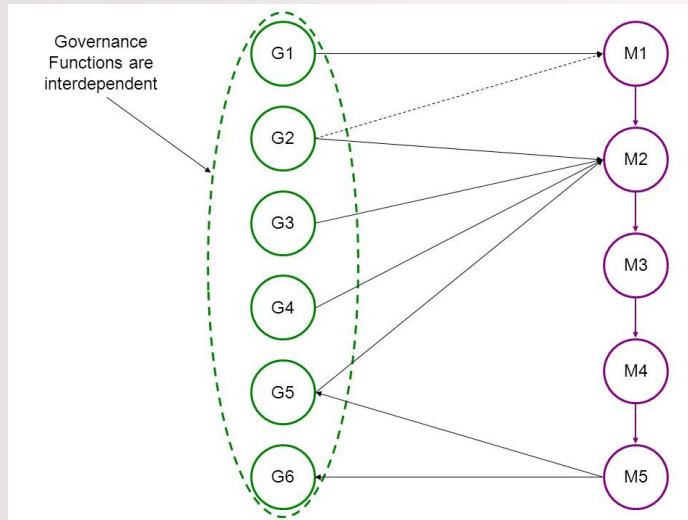 Governance
Functions are
interdependent
G1
G2
G3
G4
G5
G6
M1
M2
M3
M4
M5